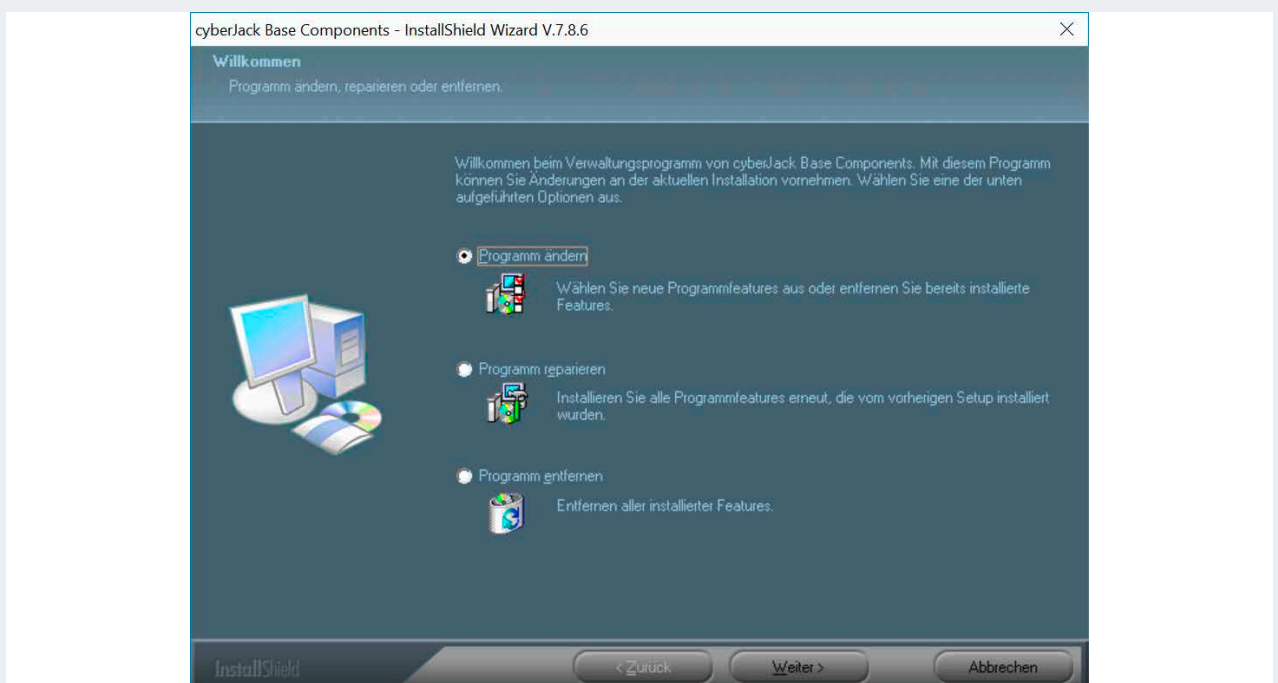 cyberJack Base Components - InstallShield Wizard V.7.8.6
Willkommen
Programm ändern, reparieren oder entfernen.
Willkommen beim Verwaltungsprogramm von cyberJack Base Components. Mit diesem Programm
können Sie Änderungen an der aktuellen Installation vornehmen. Wählen Sie eine der unten
aufgeführten Optionen aus.
Programm ändern
Wählen Sie neue Programmfeatures aus oder entfernen Sie bereits installierte
Features.
Programm reparieren
Installieren Sie alle Programmfeatures erneut, die vom vorherigen Setup installiert
wurden.
Programm entfernen
Entfernen aller installierter Features.
InstallShield
< Zurück
Weiter >
Abbrechen